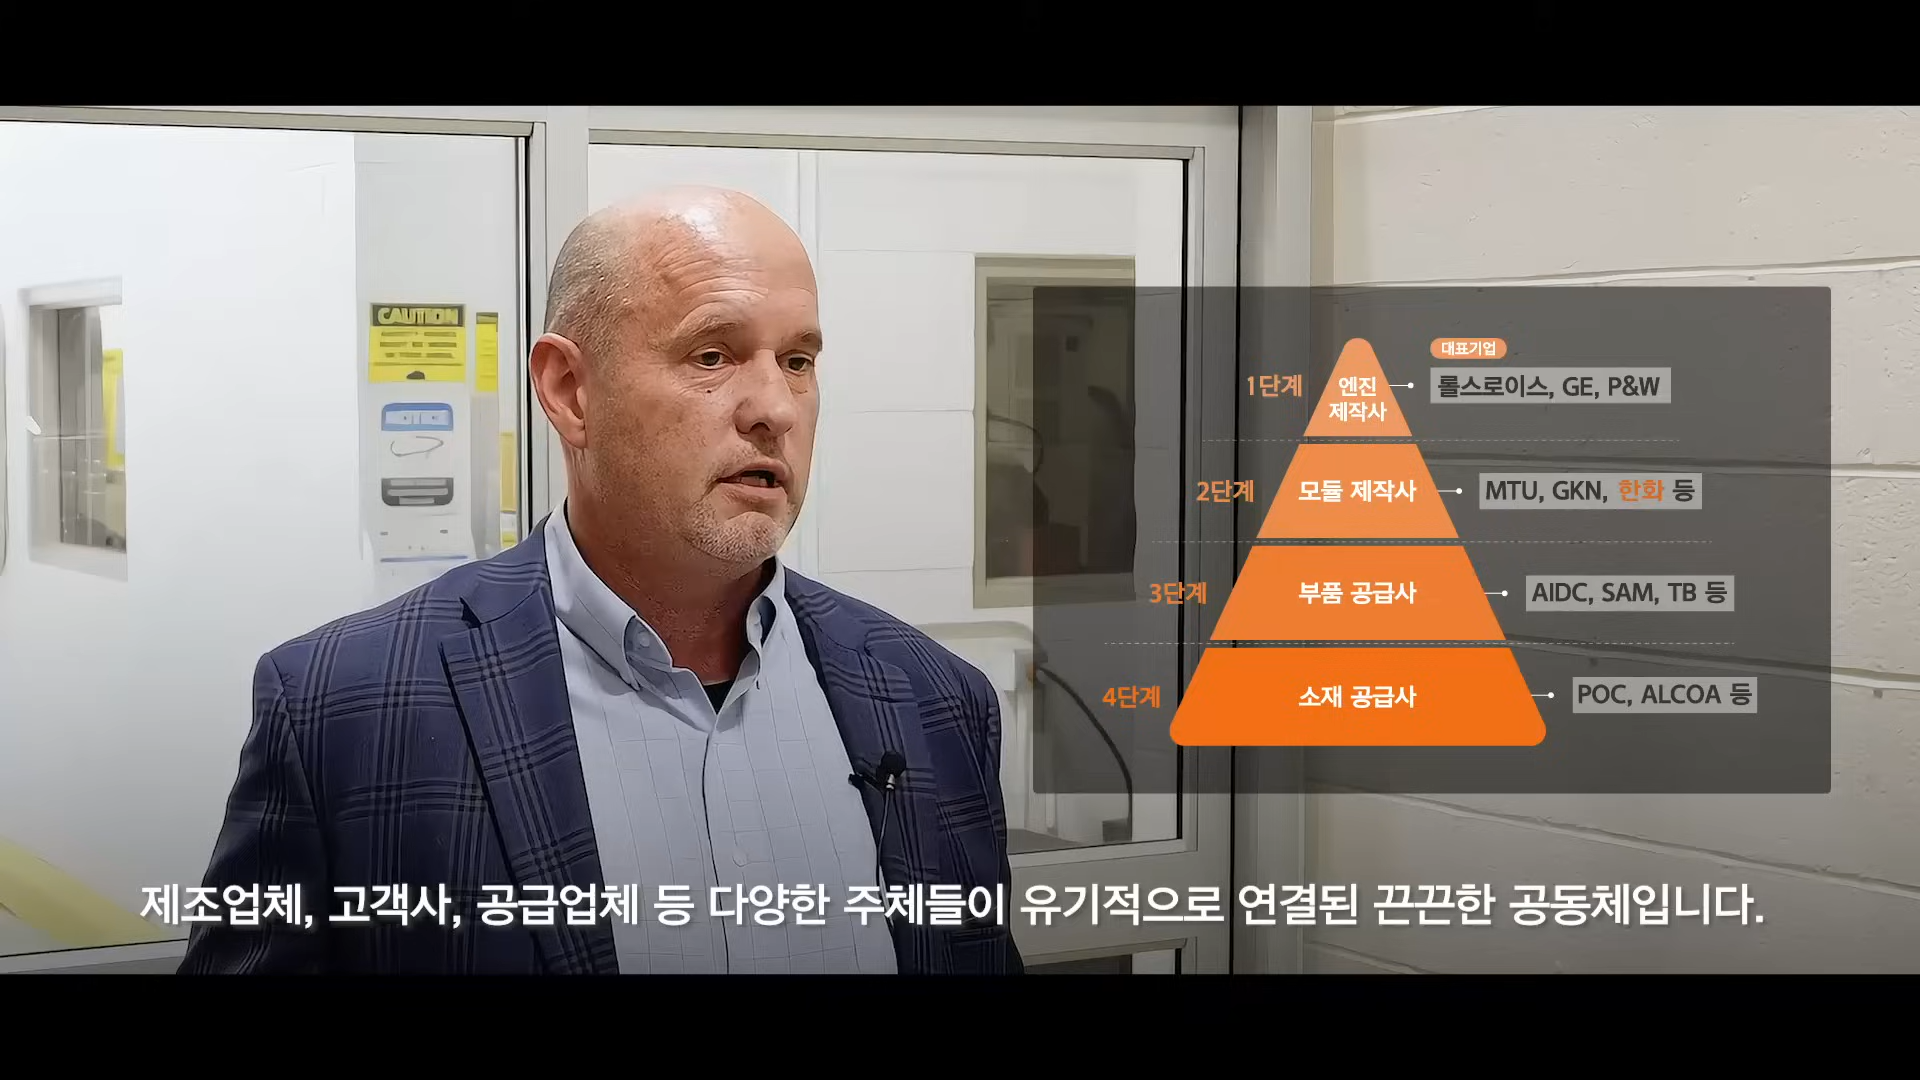 CAUTION
대표기업
1단계 엔진 제작사 롤스로이스, GE, P&W
2단계 모듈 제작사 MTU, GKN, 한화 등
3단계 부품 공급사 AIDC, SAM, TB 등
4단계 소재 공급사 POC, ALCOA 등
제조업체, 고객사, 공급업체 등 다양한 주체들이 유기적으로 연결된 끈끈한 공동체입니다.